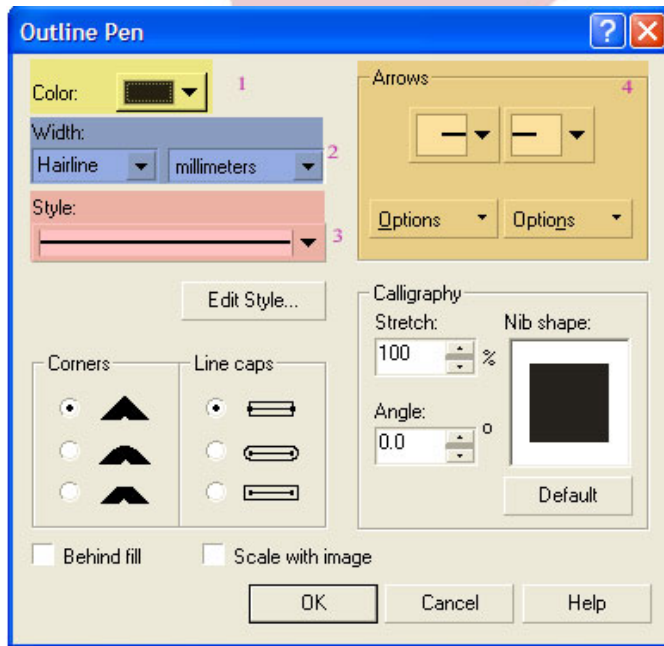 Outline Pen
Color:
1
Width:
Hairline
millimeters
2
Style:
3
Edit Style...
Arrows
4
Options
Options
Corners
Line caps
Calligraphy
Stretch:
100
%
Nib shape:
Angle:
0.0
o
Default
Behind fill
Scale with image
OK
Cancel
Help